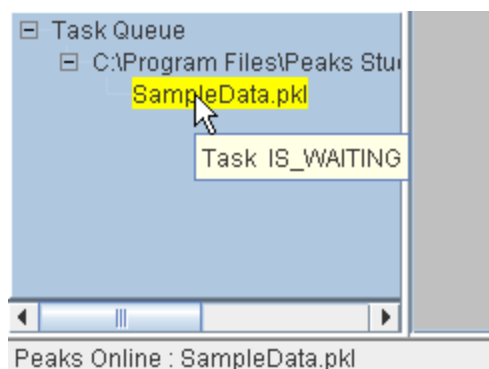 Task Queue
C:\Program Files\Peaks Stu
SampleData.pkl
Task IS_WAITING
Peaks Online : SampleData.pkl